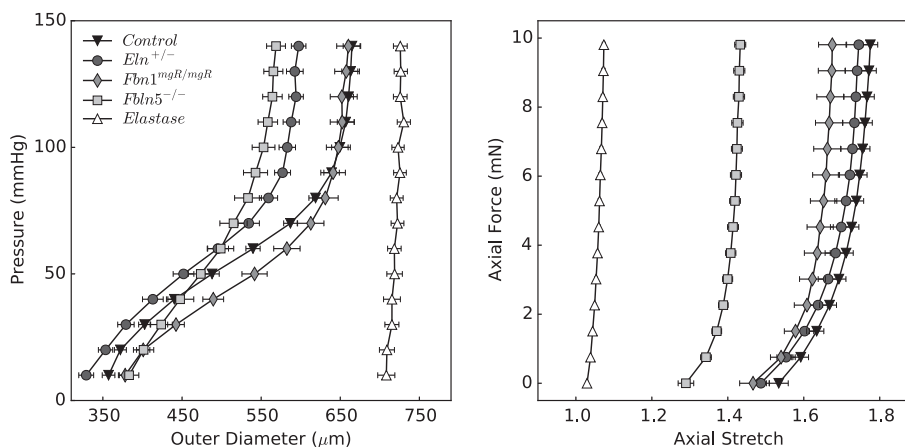 150
100
50
0
Pressure (mmHg)
Control
Eln+/−
Fbn1mgR/mgR
Fbln5−/−
Elastase
350 450 550 650 750
Outer Diameter (μm)
10
8
6
4
2
0
Axial Force (mN)
1.0 1.2 1.4 1.6 1.8
Axial Stretch